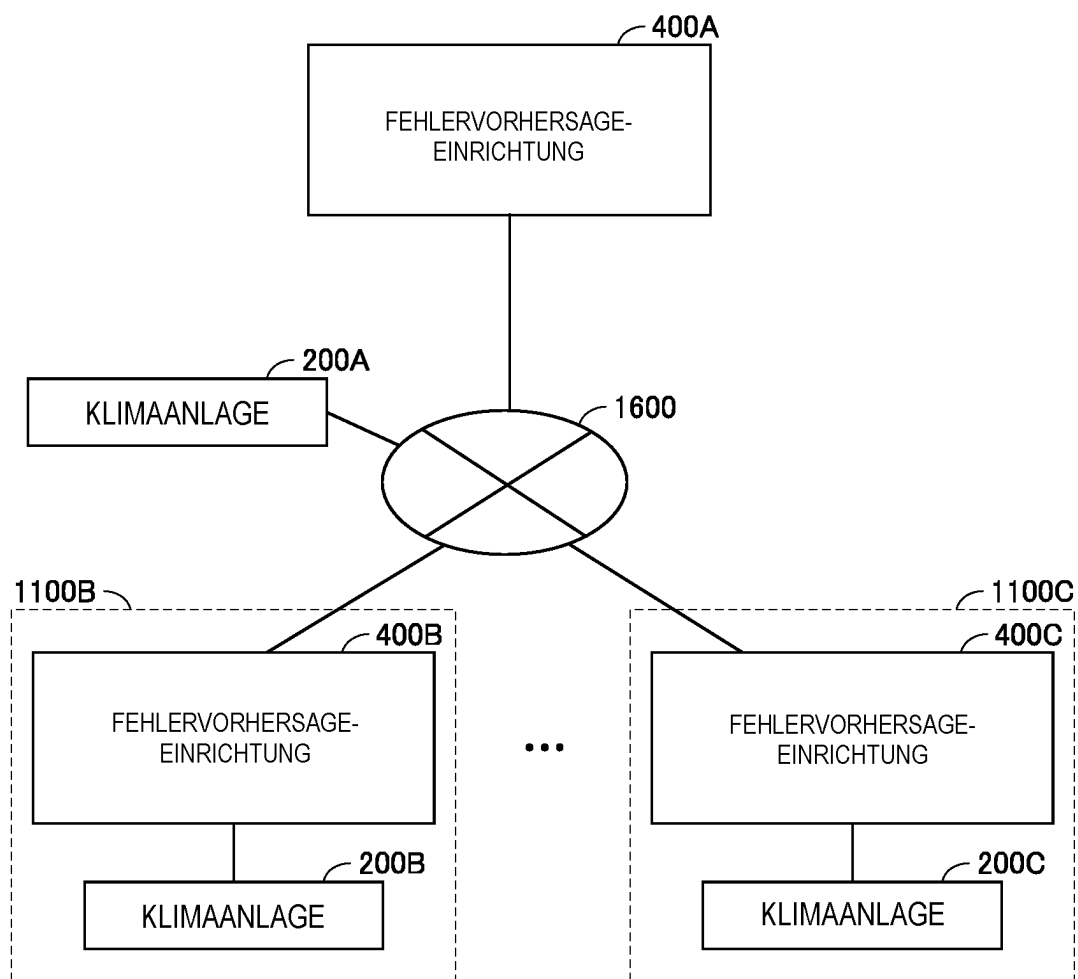 400A
FEHLERVORHERSAGE-
EINRICHTUNG
200A
KLIMAANLAGE
1600
1100B
400B
FEHLERVORHERSAGE-
EINRICHTUNG
200B
KLIMAANLAGE
...
1100C
400C
FEHLERVORHERSAGE-
EINRICHTUNG
200C
KLIMAANLAGE